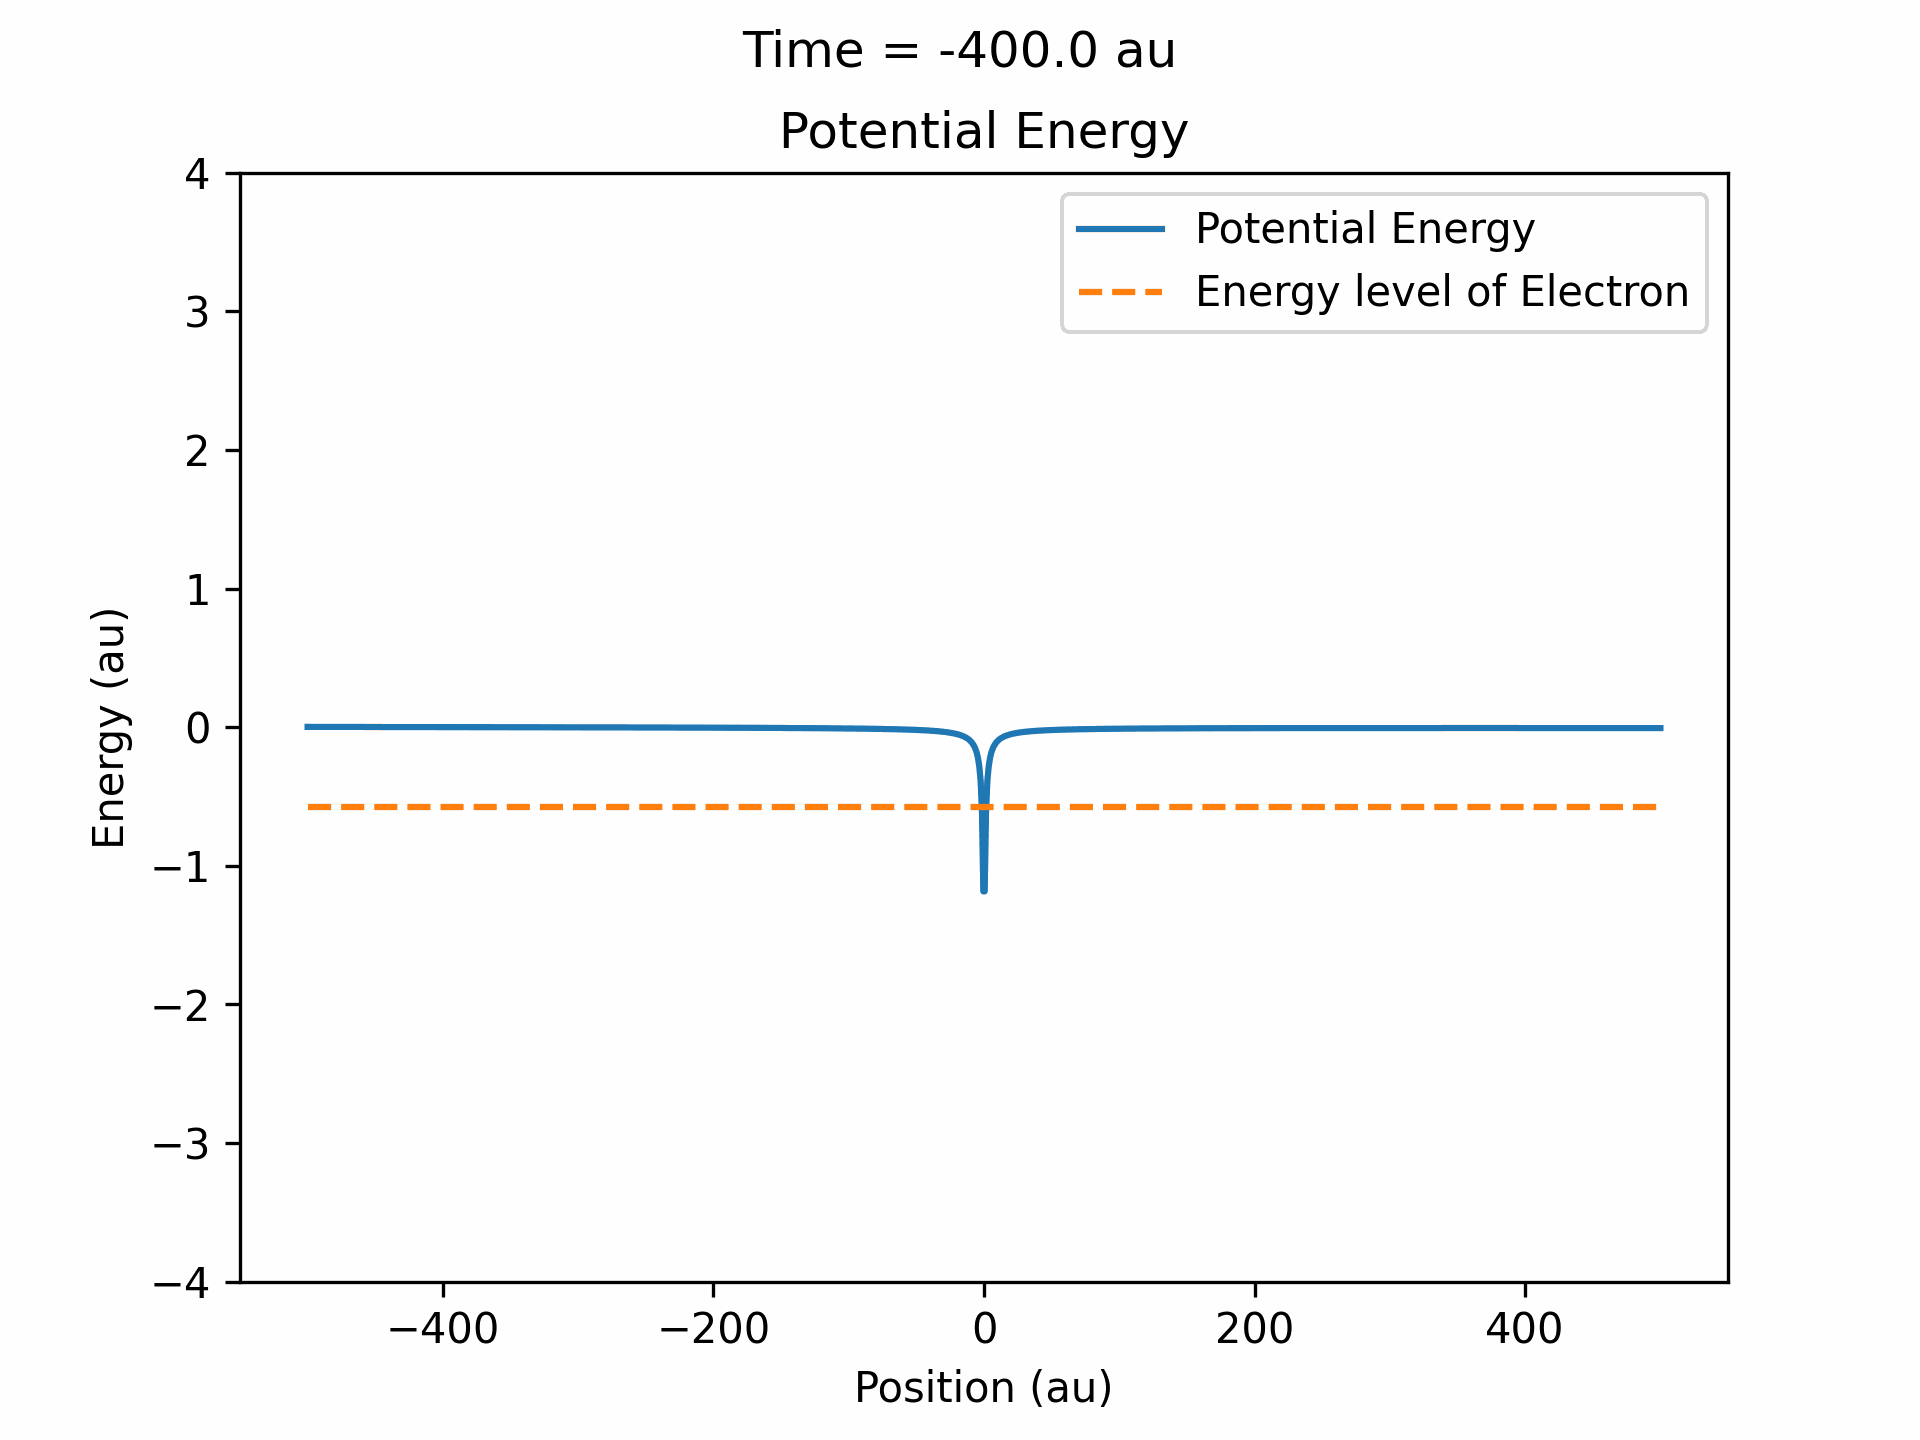 Time = -400.0 au
Potential Energy
Potential Energy
Energy level of Electron
4
3
2
1
0
−1
−2
−3
−4
Energy (au)
−400 −200 0 200 400
Position (au)